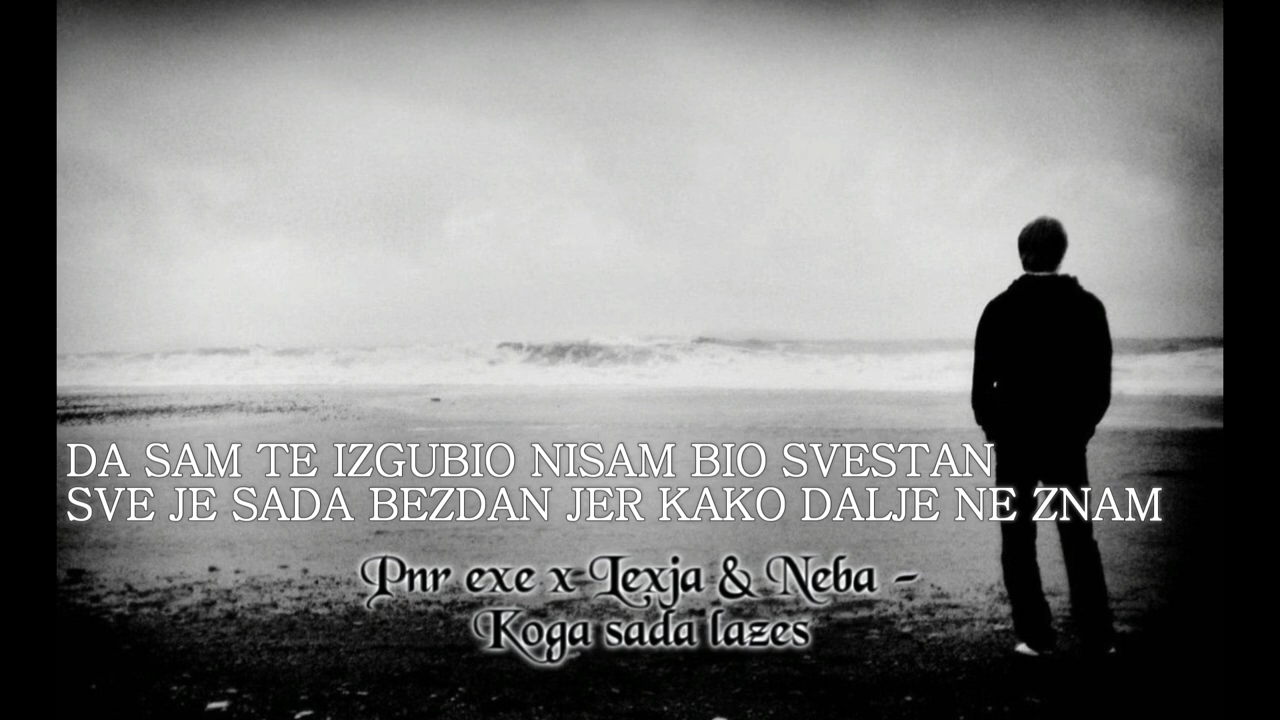 DA SAM TE IZGUBIO NISAM BIO SVESTAN
SVE JE SADA BEZDAN JER KAKO DALJE NE ZNAM
Pnr exe x Lexja & Neba -
Koga sada lazes